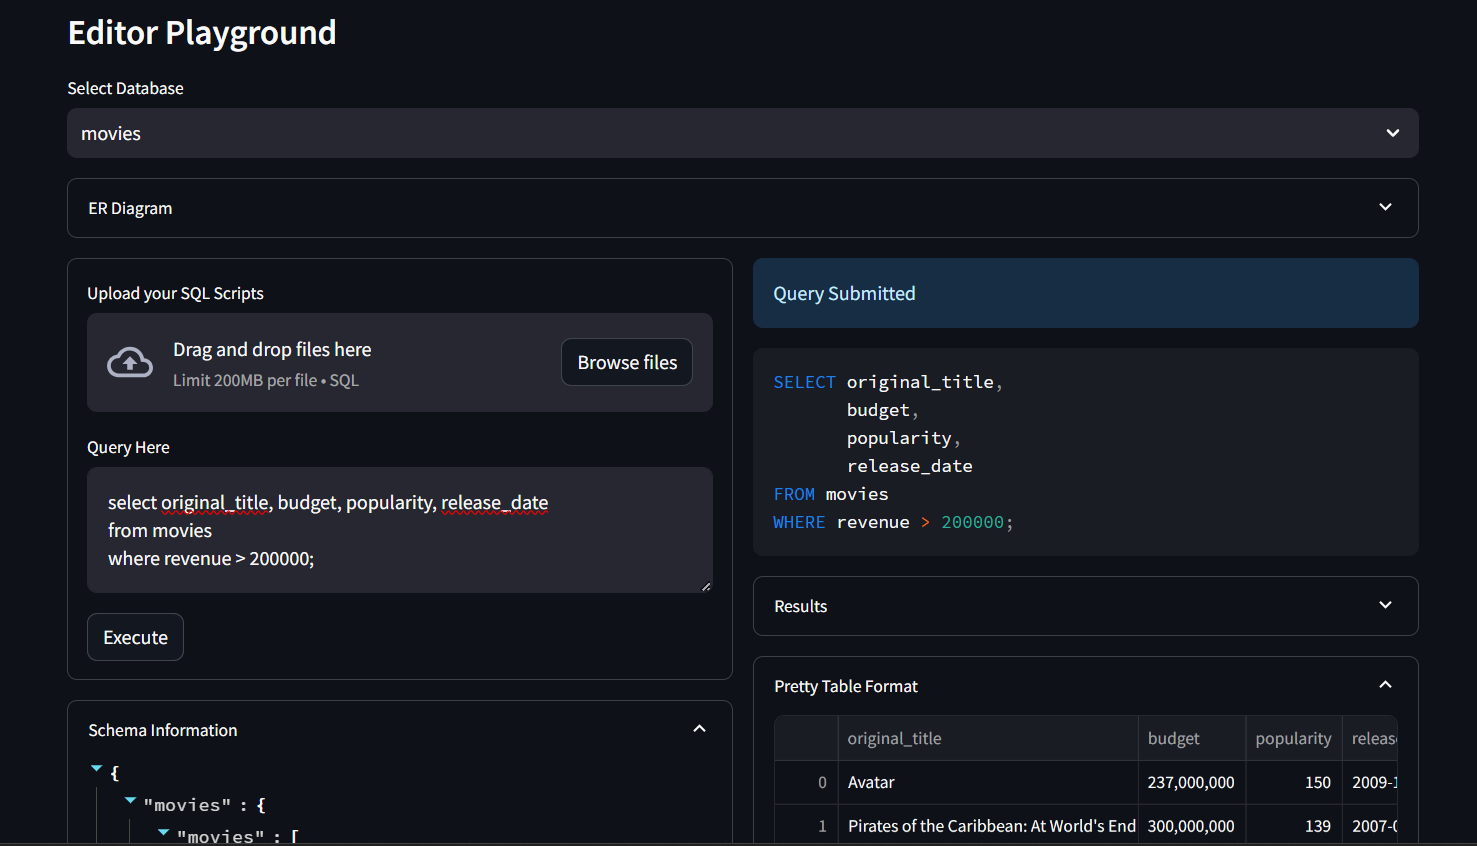 Editor Playground
Select Database
movies
ER Diagram
Upload your SQL Scripts
Drag and drop files here
Limit 200MB per file • SQL
Browse files
Query Here
select original_title, budget, popularity, release_date
from movies
where revenue > 200000;
Execute
Schema Information
{
"movies" : {
"movies" : [
Query Submitted
SELECT original_title,
budget,
popularity,
release_date
FROM movies
WHERE revenue > 200000;
Results
Pretty Table Format
original_title budget popularity releas
0 Avatar 237,000,000 150 2009-1
1 Pirates of the Caribbean: At World's End 300,000,000 139 2007-0